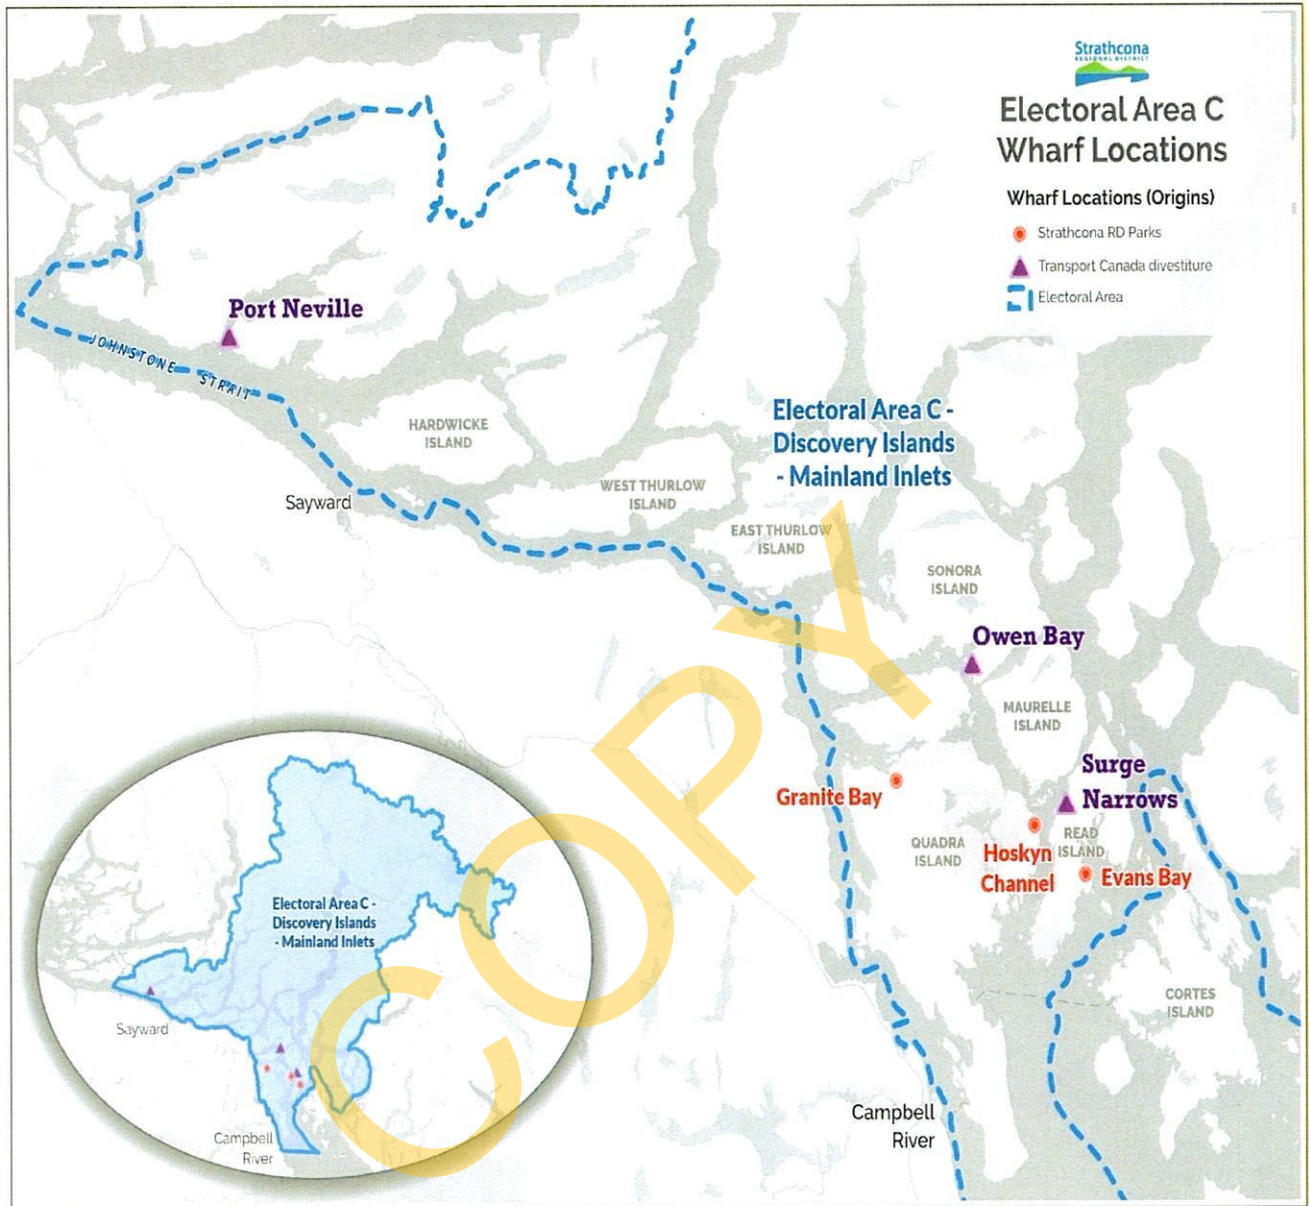 Strathcona
REGIONAL DISTRICT
Electoral Area C
Wharf Locations
Wharf Locations (Origins)
Strathcona RD Parks
Transport Canada divestiture
Electoral Area
Port Neville
JOHNSTONE STRAIT
HARDWICKE
ISLAND
Electoral Area C -
Discovery Islands
- Mainland Inlets
Sayward
WEST THURLOW
ISLAND
EAST THURLOW
ISLAND
SONORA
ISLAND
Owen Bay
MAURELLE
ISLAND
Surge
Narrows
Granite Bay
QUADRA
ISLAND
Hoskyn
Channel
READ
ISLAND
Evans Bay
CORTES
ISLAND
Campbell
River
Electoral Area C -
Discovery Islands
- Mainland Inlets
Sayward
Campbell
River
COPY